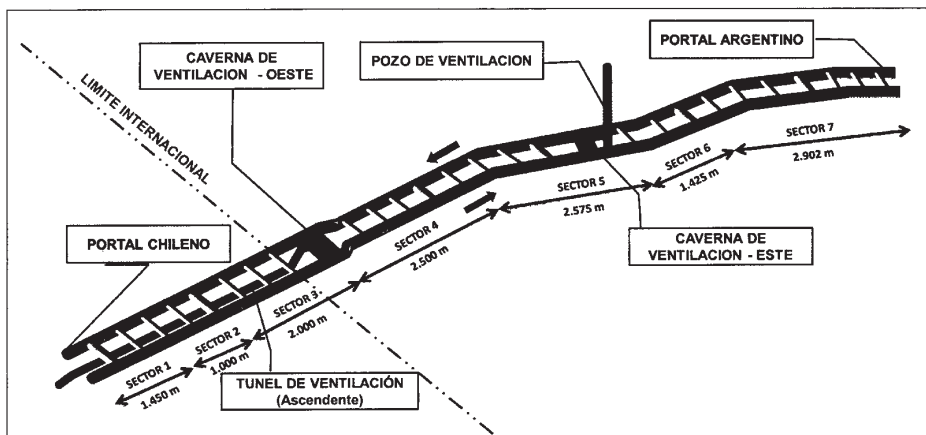 CAVERNA DE
VENTILACION - OESTE
POZO DE VENTILACION
PORTAL ARGENTINO
LIMITE INTERNACIONAL
PORTAL CHILENO
SECTOR 7
2.902 m
SECTOR 6
1.425 m
SECTOR 5
2.575 m
SECTOR 4
2.500 m
CAVERNA DE
VENTILACION - ESTE
SECTOR 3
2.000 m
SECTOR 2
1.000 m
SECTOR 1
1.450 m
TUNEL DE VENTILACIÓN
(Ascendente)